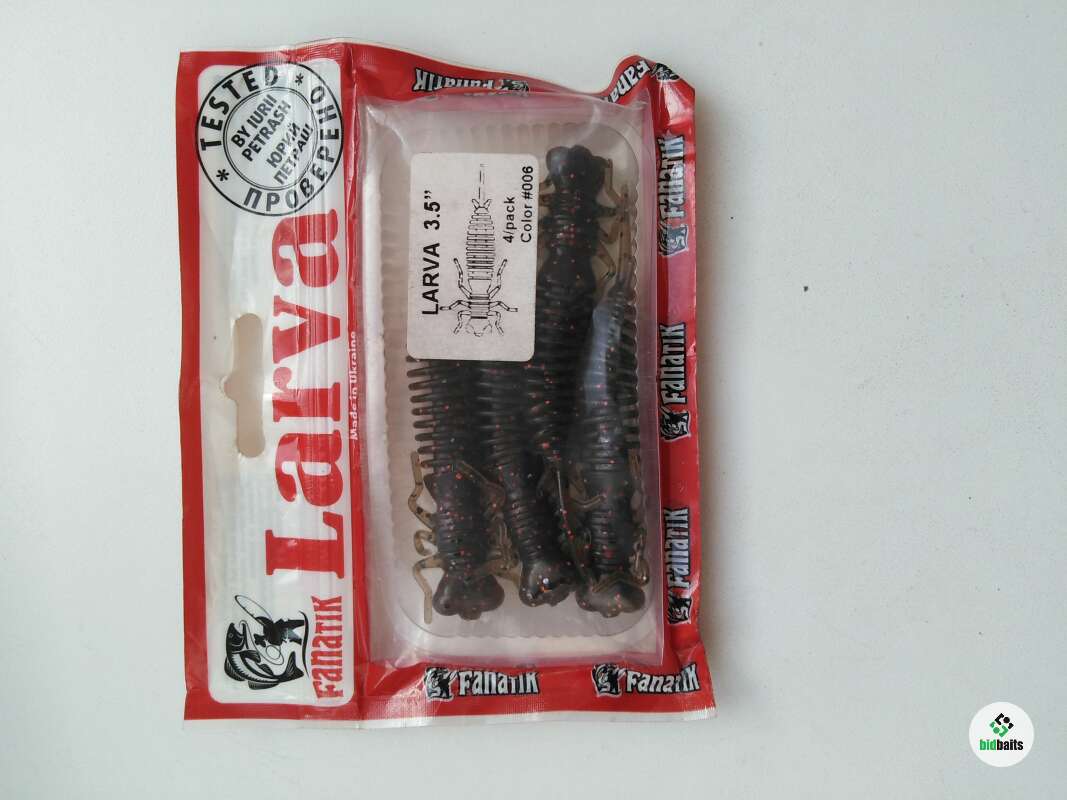 TESTED
BY IURII
PETRASH
ЮРИЙ
ПЕТРАШ
ПРОВЕРЕНО
Larva
Made in Ukraine
FanatiK
LARVA 3.5”
4/pack
Color #006
FanatiK
FanatiK
FanatiK
FanatiK
FanatiK
FanatiK
FanatiK
bidbaits